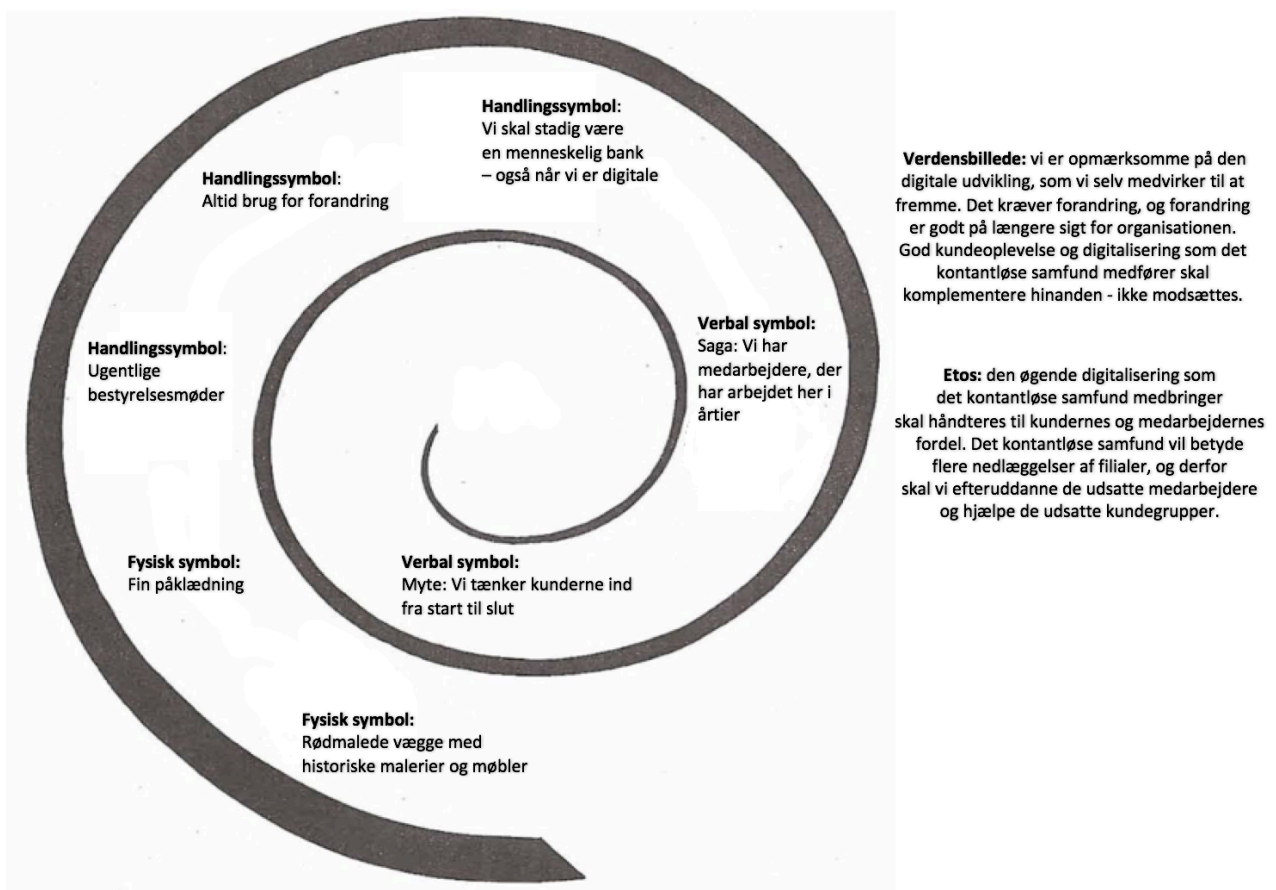 Handlingssymbol:
Vi skal stadig være
en menneskelig bank
– også når vi er digitale
Handlingssymbol:
Altid brug for forandring
Handlingssymbol:
Ugentlige
bestyrelsesmøder
Verbal symbol:
Saga: Vi har
medarbejdere, der
har arbejdet her i
årtier
Fysisk symbol:
Fin påklædning
Verbal symbol:
Myte: Vi tænker kunderne ind
fra start til slut
Fysisk symbol:
Rødmalede vægge med
historiske malerier og møbler
Verdensbillede: vi er opmærksomme på den
digitale udvikling, som vi selv medvirker til at
fremme. Det kræver forandring, og forandring
er godt på længere sigt for organisationen.
God kundeoplevelse og digitalisering som det
kontantløse samfund medfører skal
komplementere hinanden - ikke modsættes.
Etos: den øgende digitalisering som
det kontantløse samfund medbringer
skal håndteres til kundernes og medarbejdernes
fordel. Det kontantløse samfund vil betyde
flere nedlæggelser af filialer, og derfor
skal vi efteruddanne de udsatte medarbejdere
og hjælpe de udsatte kundegrupper.